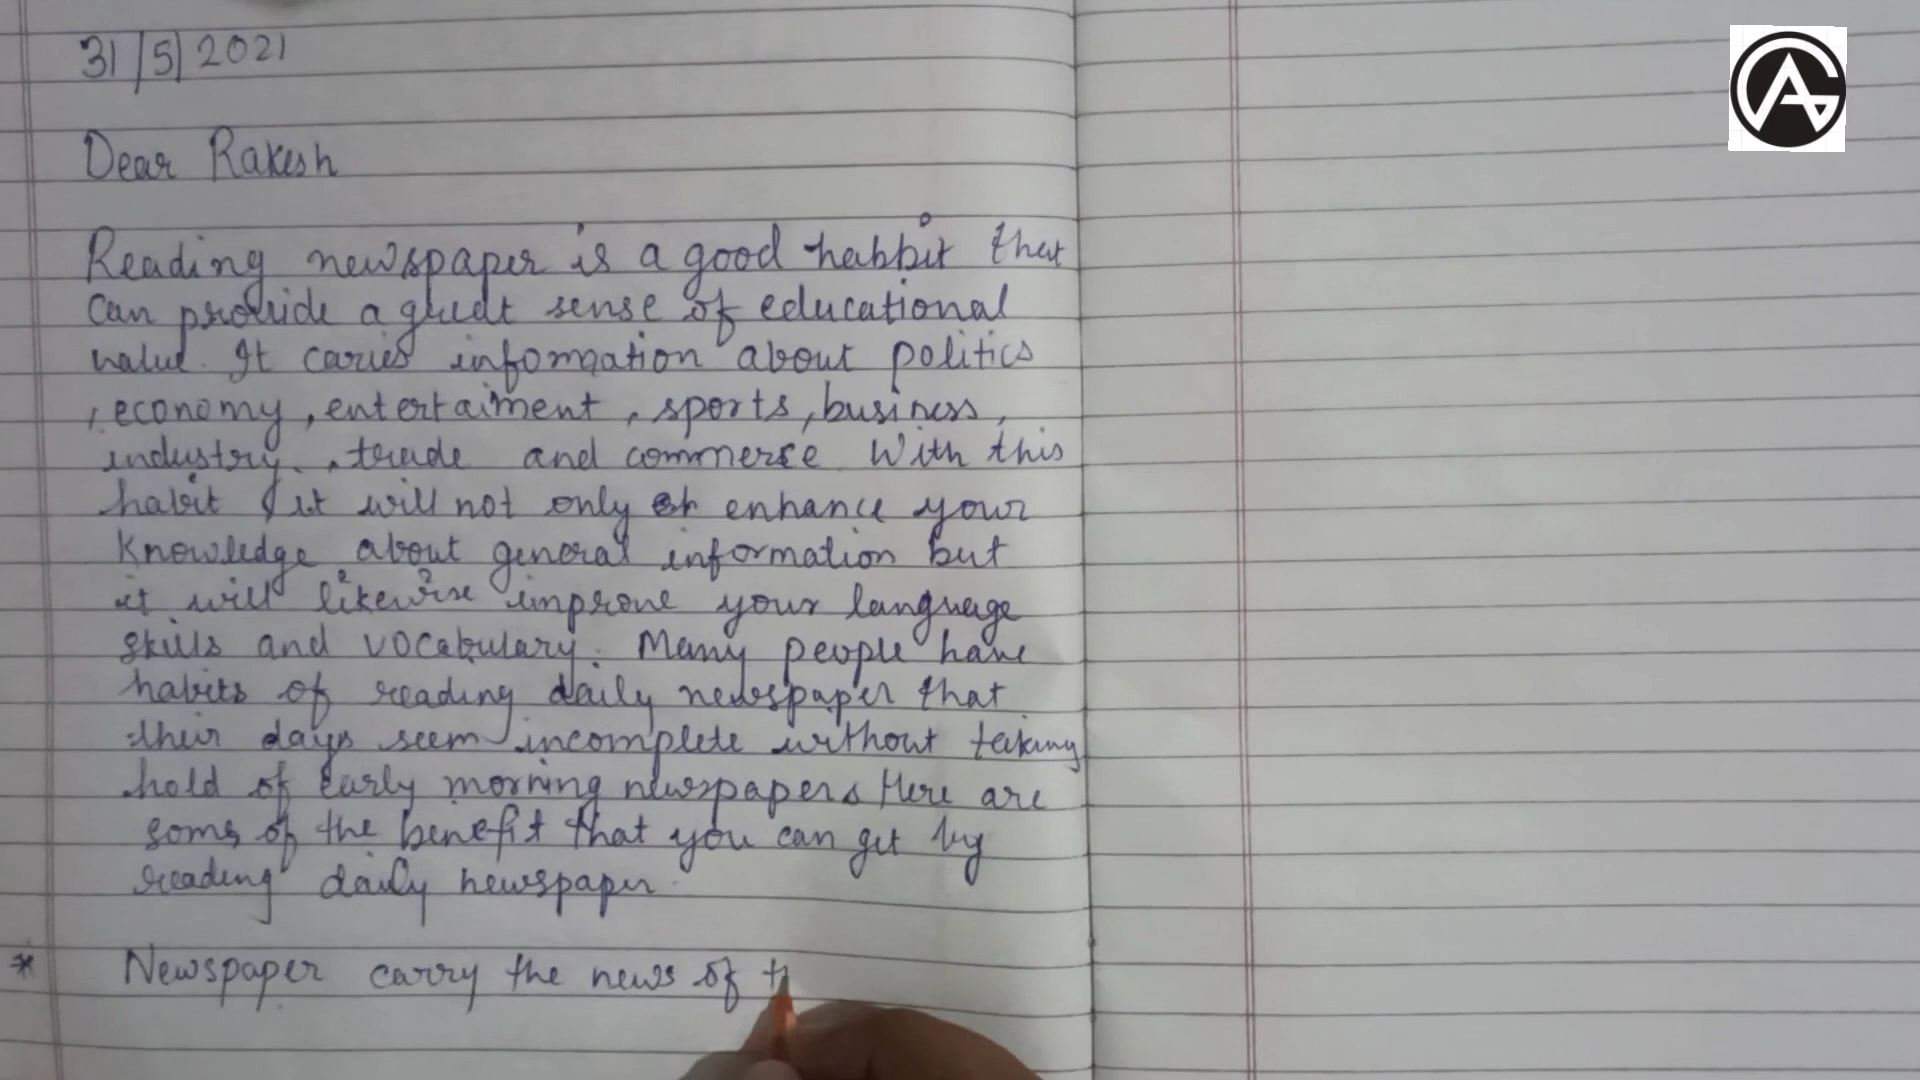 31/5/2021
Dear Rakesh
Reading newspaper is a good habbit that
can provide a great sense of educational
value. It caries information about politics
, economy, entertaiment, sports, business,
industry, trade and commerce With this
habit it will not only enhance your
knowledge about general information but
it will likewise improve your language
skills and vocabulary. Many people have
habits of reading daily newspaper that
their days seem incomplete without taking
hold of early morning newspapers Here are
some of the benefit that you can get by
reading daily newspaper.
* Newspaper carry the news of t